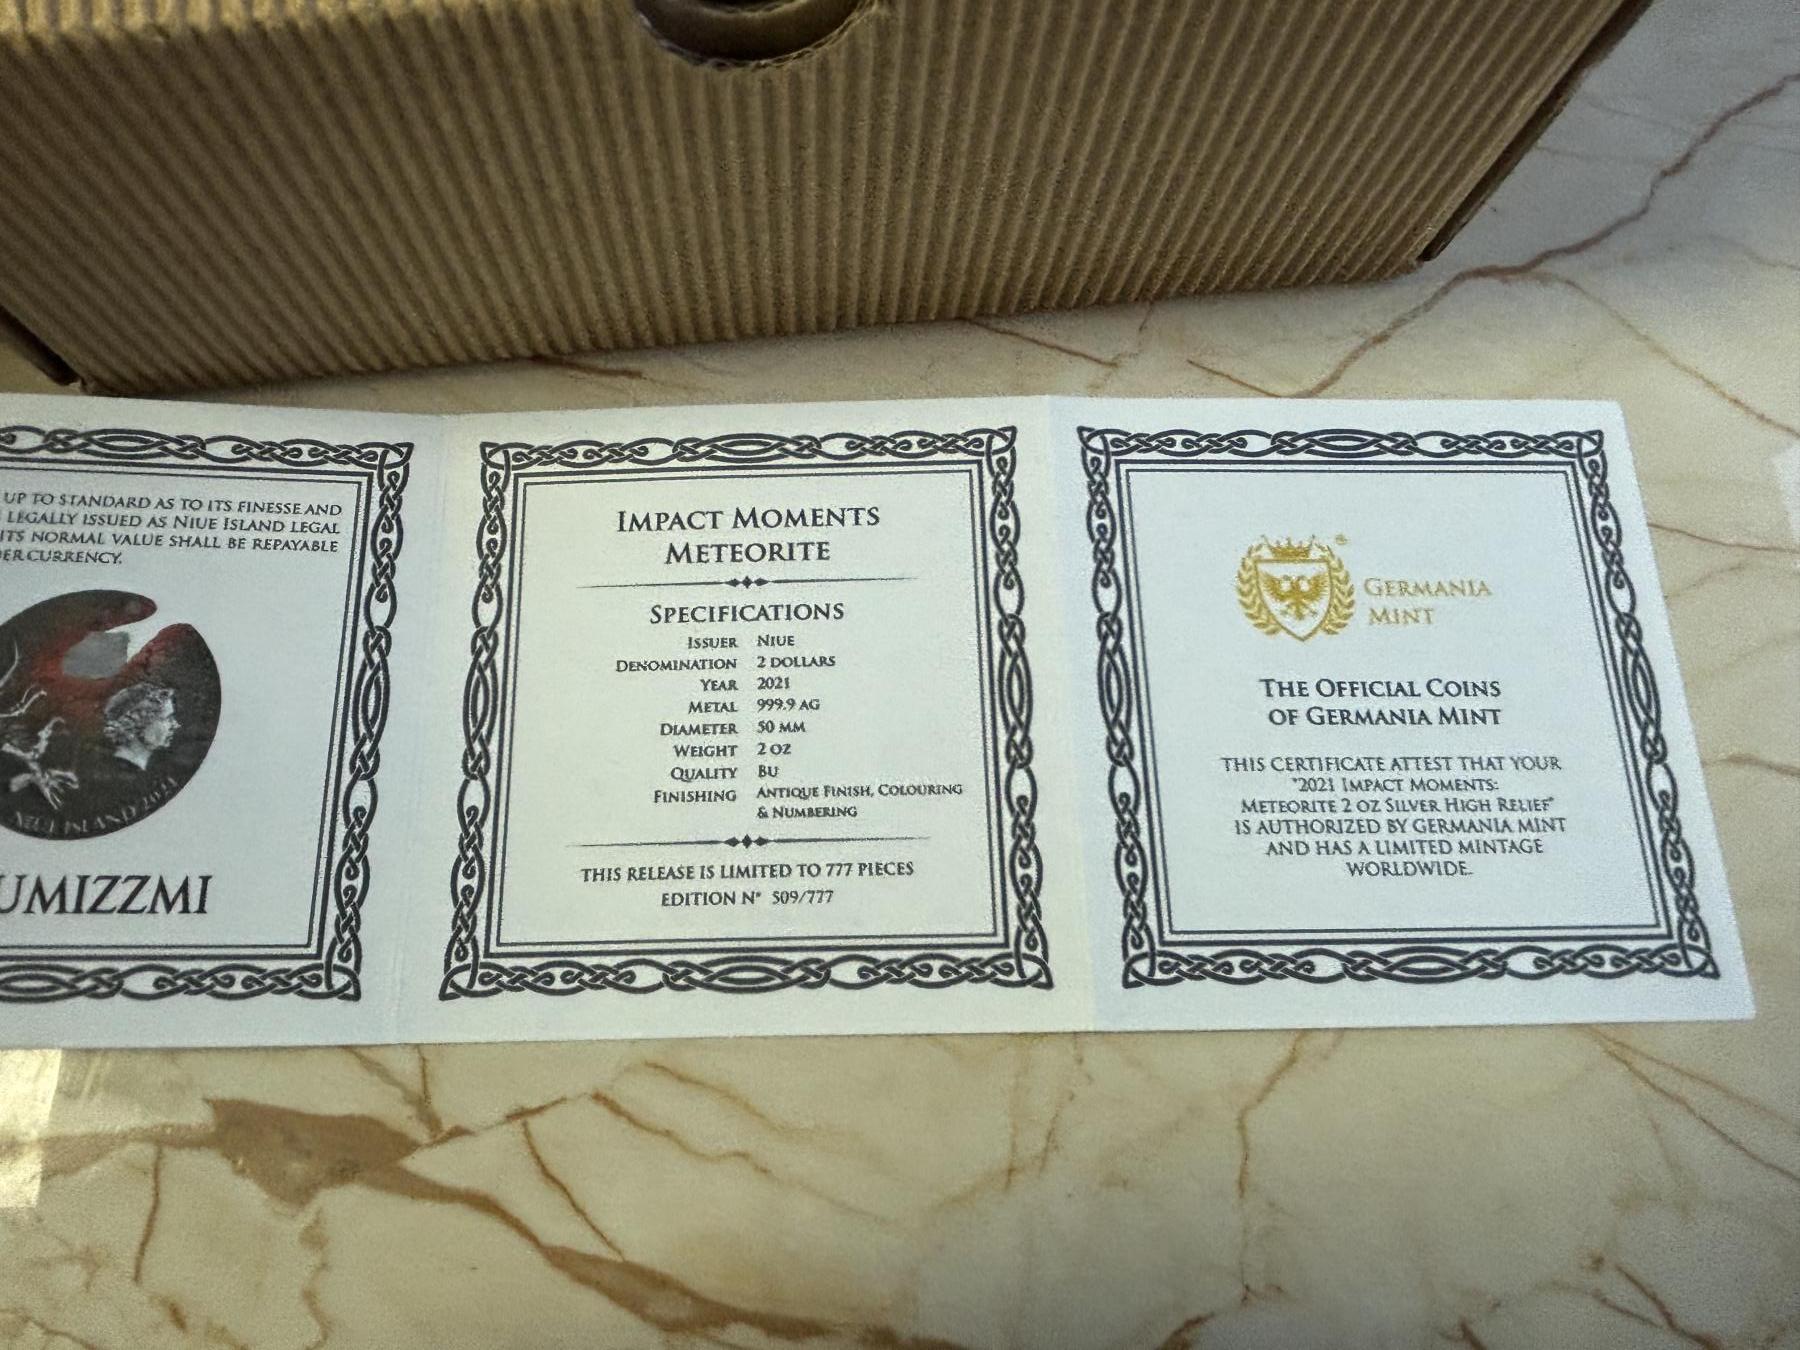 UP TO STANDARD AS TO ITS FINESSE AND
LEGALLY ISSUED AS NIUE ISLAND LEGAL
ITS NORMAL VALUE SHALL BE REPAYABLE
CURRENCY.
ISLAND 2021
UMIZZMI
IMPACT MOMENTS
METEORITE
SPECIFICATIONS
ISSUER NIUE
DENOMINATION 2 DOLLARS
YEAR 2021
METAL 999.9 AG
DIAMETER 50 MM
WEIGHT 2 OZ
QUALITY BU
FINISHING ANTIQUE FINISH, COLOURING
& NUMBERING
THIS RELEASE IS LIMITED TO 777 PIECES
EDITION N° 509/777
GERMANIA
MINT
THE OFFICIAL COINS
OF GERMANIA MINT
THIS CERTIFICATE ATTEST THAT YOUR
"2021 IMPACT MOMENTS:
METEORITE 2 OZ SILVER HIGH RELIEF"
IS AUTHORIZED BY GERMANIA MINT
AND HAS A LIMITED MINTAGE
WORLDWIDE.